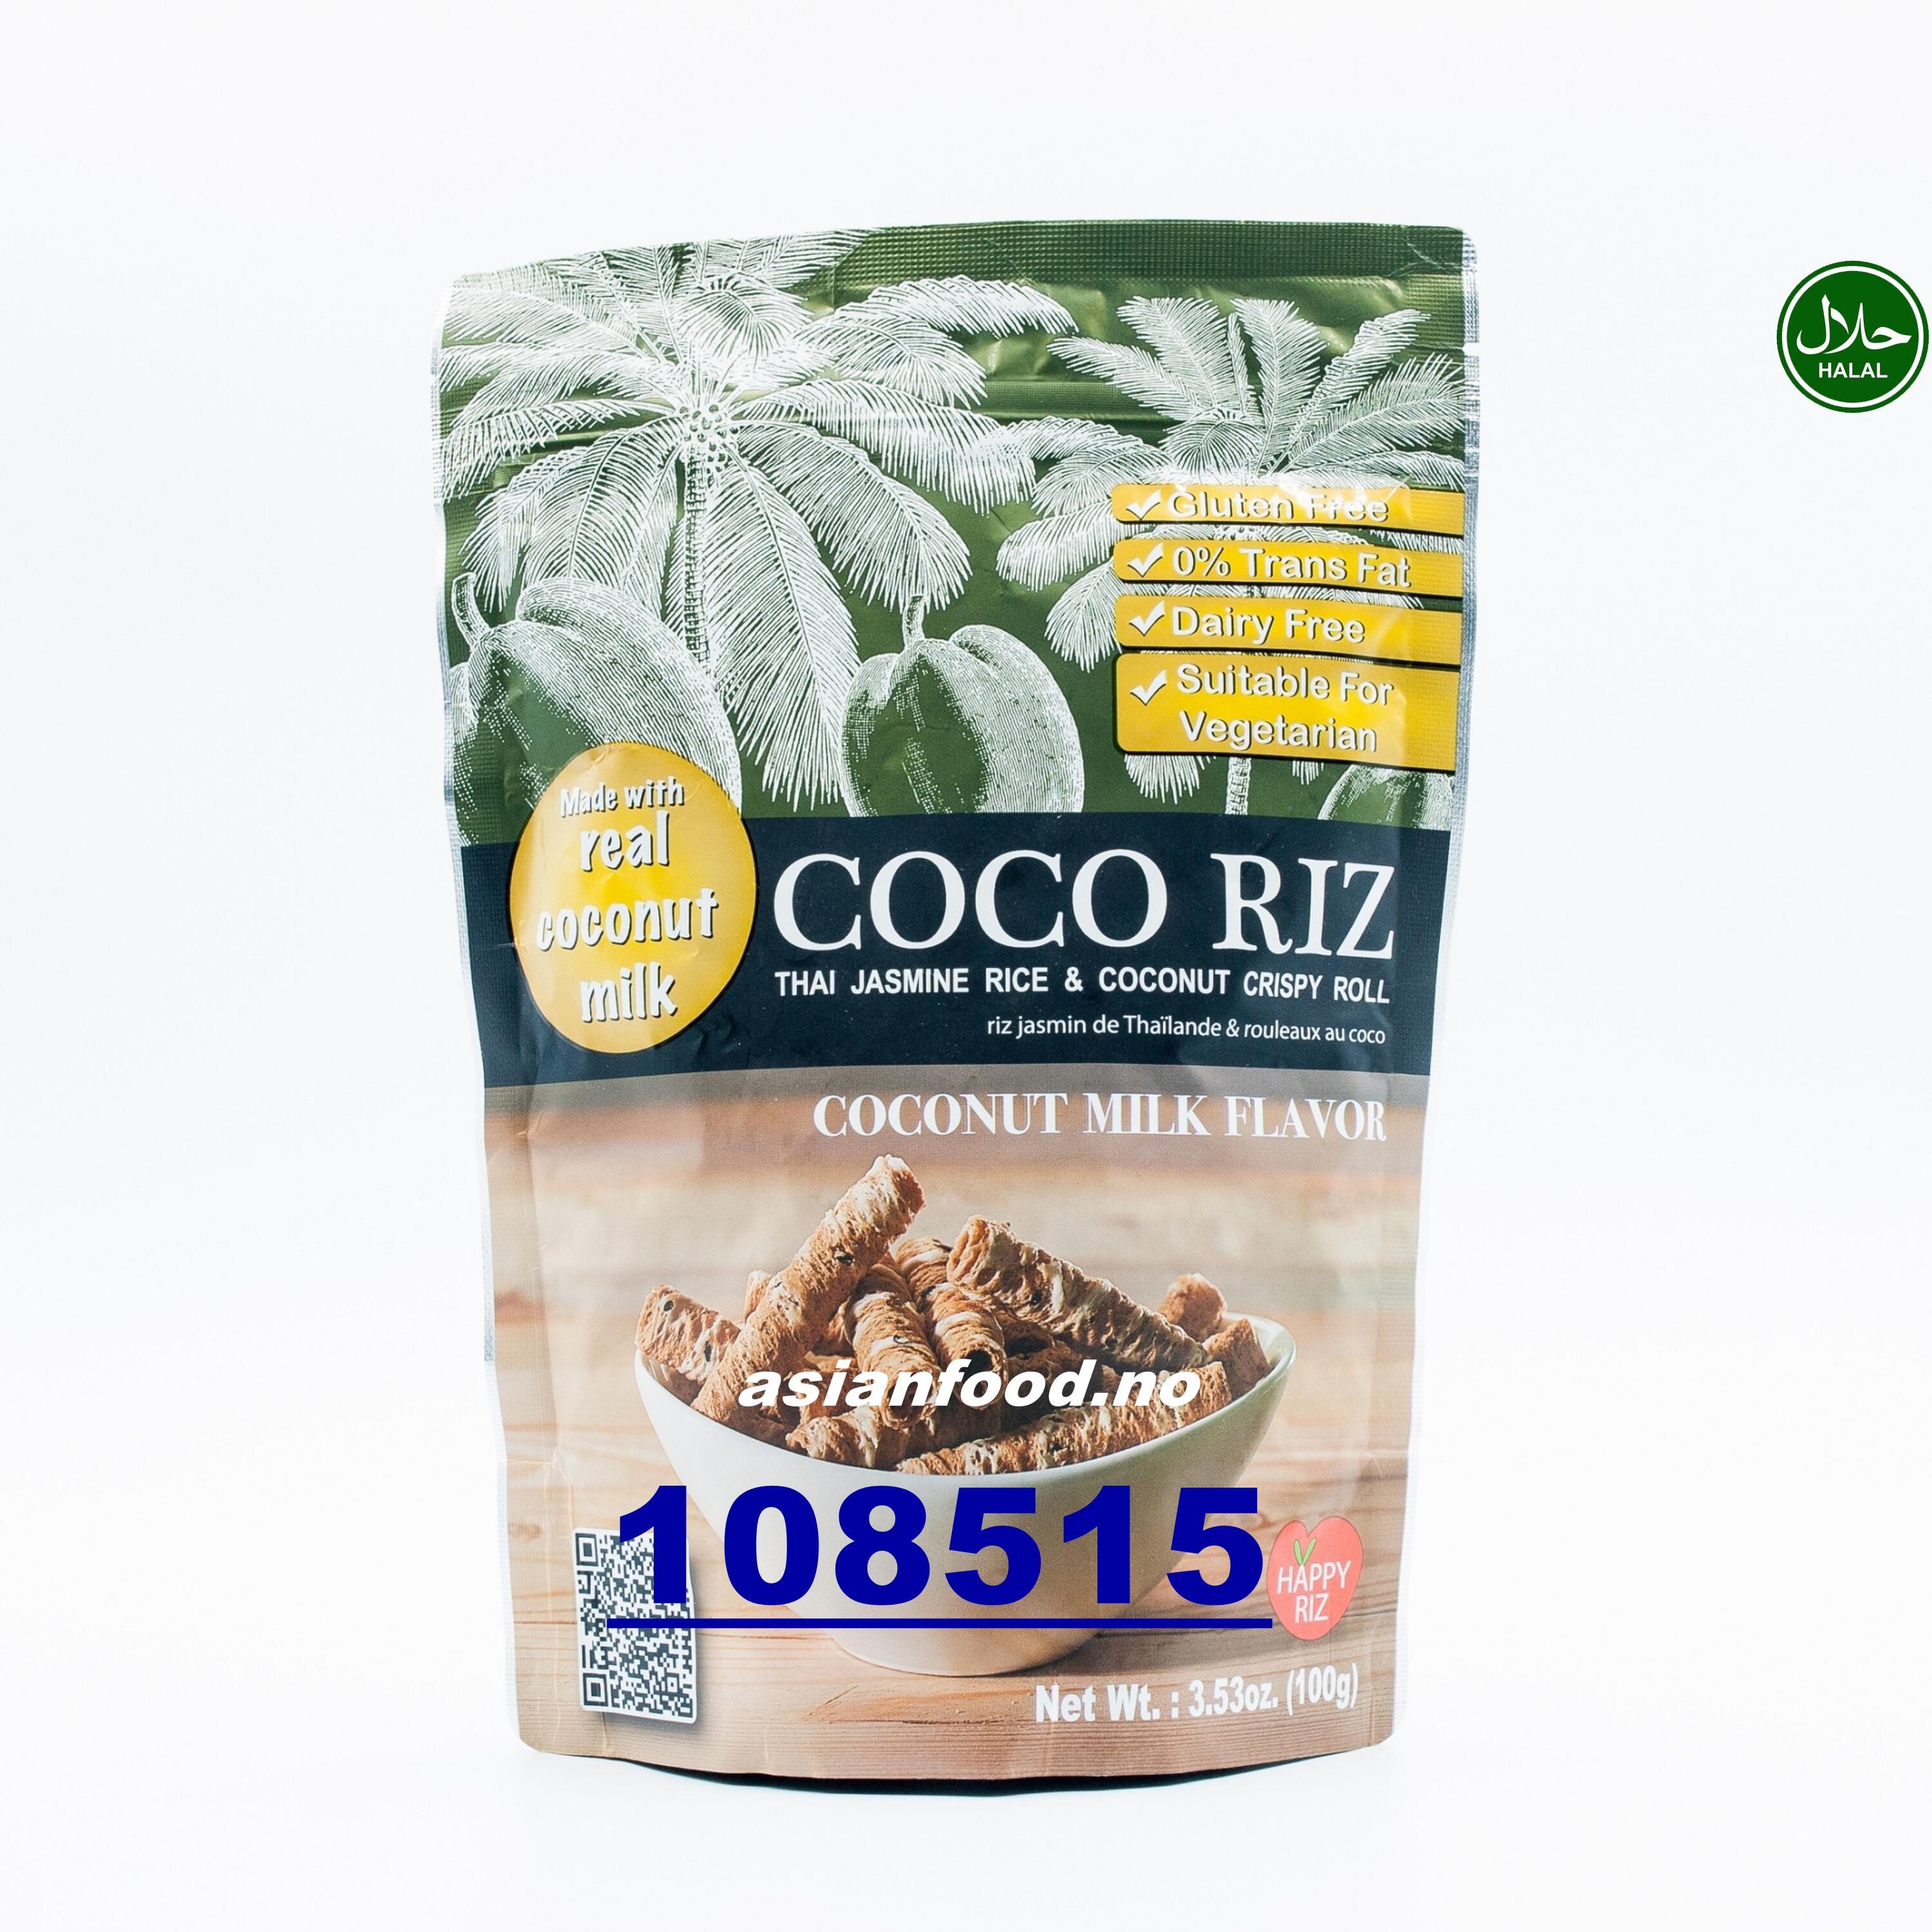 حلال
HALAL
Gluten Free
0% Trans Fat
Dairy Free
Suitable For
Vegetarian
Made with
real
coconut
milk
COCO RIZ
THAI JASMINE RICE & COCONUT CRISPY ROLL
riz jasmin de Thaïlande & rouleaux au coco
COCONUT MILK FLAVOR
asianfood.no
108515
HAPPY
RIZ
Net Wt. : 3.53oz. (100g)